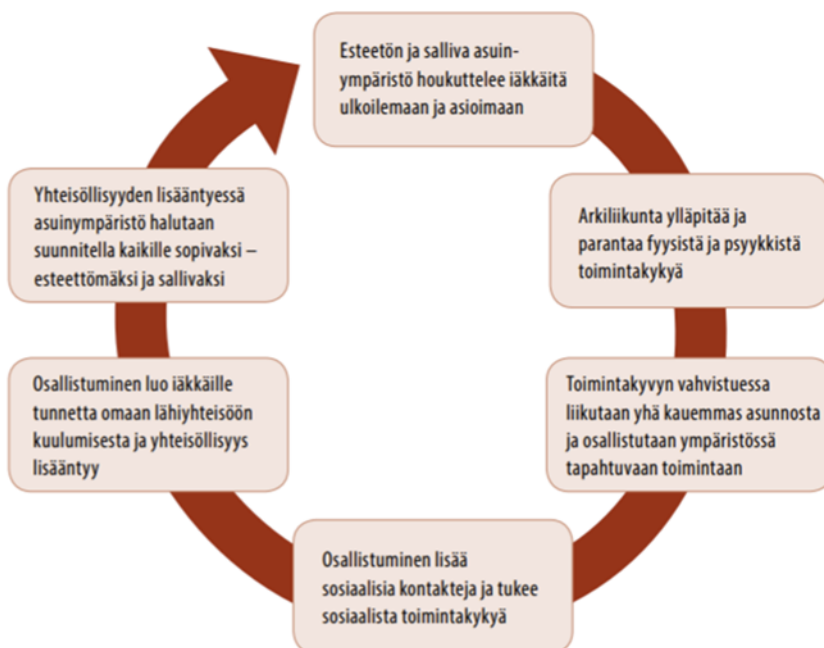 Esteetön ja salliva asuin-
ympäristö houkuttelee iäkkäitä
ulkoilemaan ja asioimaan
Arkiliikunta ylläpitää ja
parantaa fyysistä ja psyykkistä
toimintakykyä
Toimintakyvyn vahvistuessa
liikutaan yhä kauemmas asunnosta
ja osallistutaan ympäristössä
tapahtuvaan toimintaan
Osallistuminen lisää
sosiaalisia kontakteja ja tukee
sosiaalista toimintakykyä
Osallistuminen luo iäkkäille
tunnetta omaan lähiyhteisöön
kuulumisesta ja yhteisöllisyys
lisääntyy
Yhteisöllisyyden lisääntyessä
asuinympäristö halutaan
suunnitella kaikille sopivaksi –
esteettömäksi ja sallivaksi